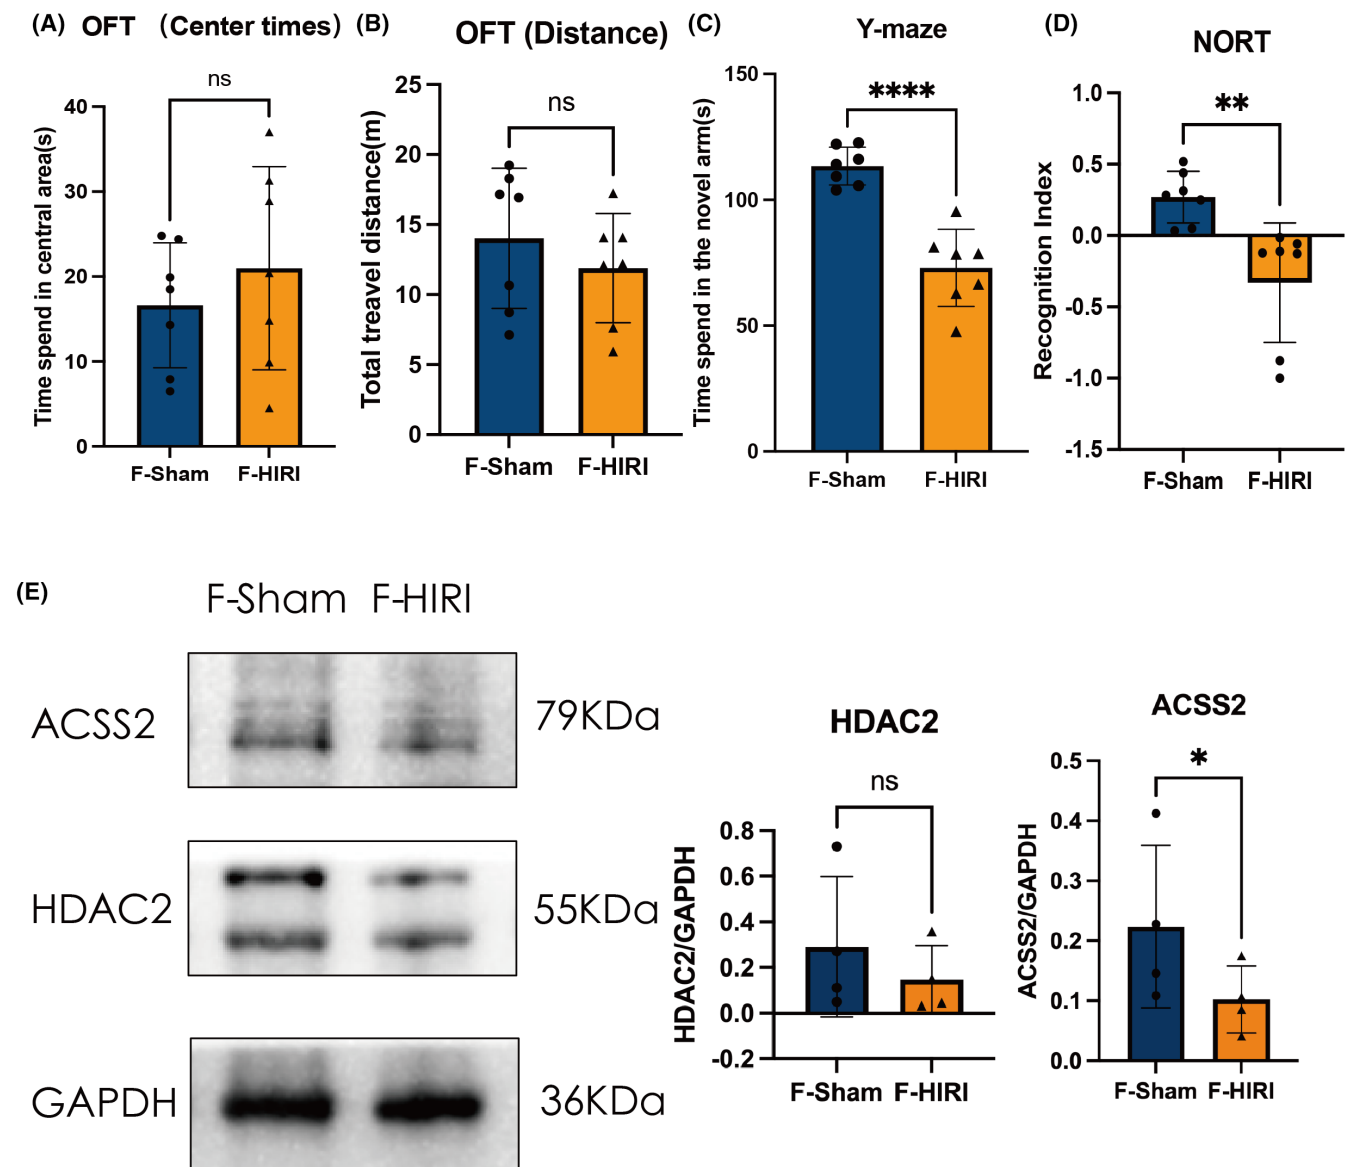 (A) OFT (Center times)
ns
Time spend in central area(s)
40
30
20
10
0
F-Sham F-HIRI
(B) OFT (Distance)
ns
Total treavel distance(m)
25
20
15
10
5
0
F-Sham F-HIRI
(C) Y-maze
****
Time spend in the novel arm(s)
150
100
50
0
F-Sham F-HIRI
(D) NORT
**
Recognition Index
1.0
0.5
0.0
-0.5
-1.0
-1.5
F-Sham F-HIRI
(E) F-Sham F-HIRI
ACSS2 79KDa
HDAC2 55KDa
GAPDH 36KDa
HDAC2
ns
HDAC2/GAPDH
0.8
0.6
0.4
0.2
0.0
-0.2
F-Sham F-HIRI
ACSS2
*
ACSS2/GAPDH
0.5
0.4
0.3
0.2
0.1
0.0
F-Sham F-HIRI